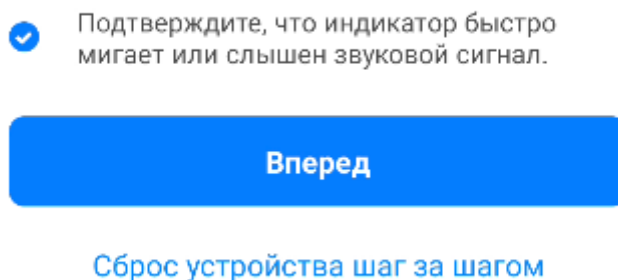 Подтверждите, что индикатор быстро
мигает или слышен звуковой сигнал.
Вперед
Сброс устройства шаг за шагом